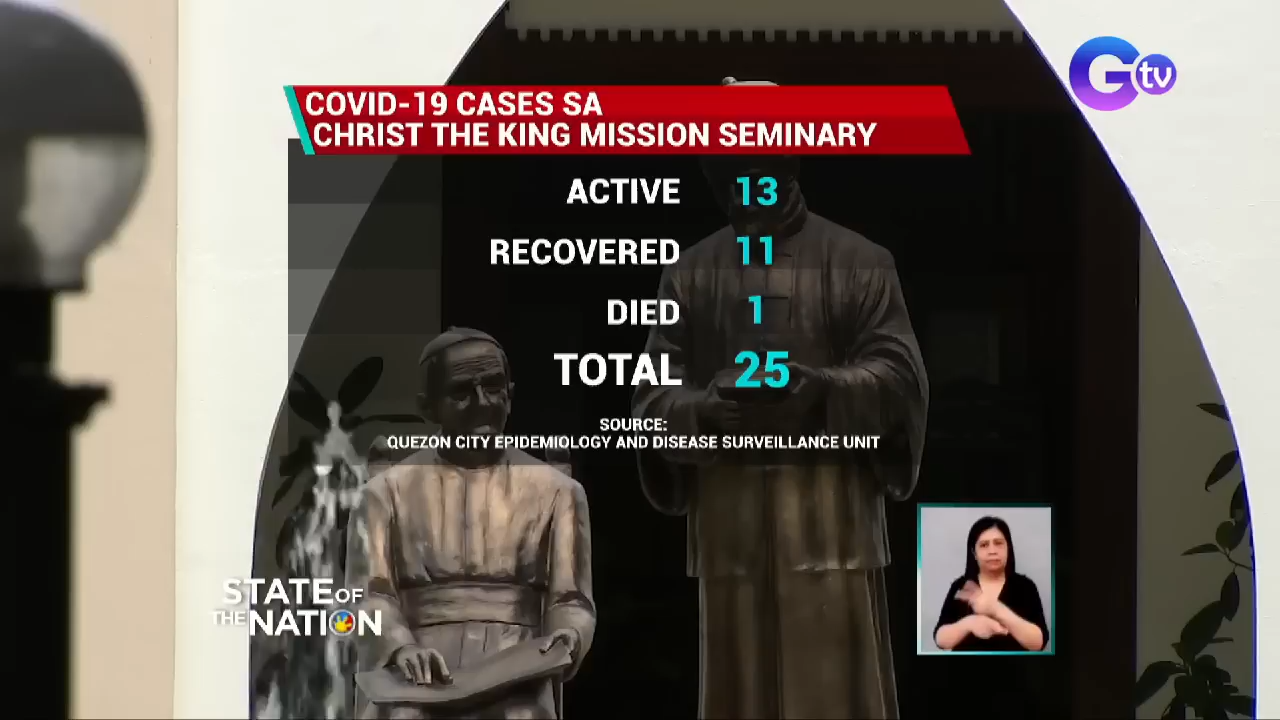 Gtv
COVID-19 CASES SA
CHRIST THE KING MISSION SEMINARY
ACTIVE 13
RECOVERED 11
DIED 1
TOTAL 25
SOURCE:
QUEZON CITY EPIDEMIOLOGY AND DISEASE SURVEILLANCE UNIT
STATE OF
THE NATION